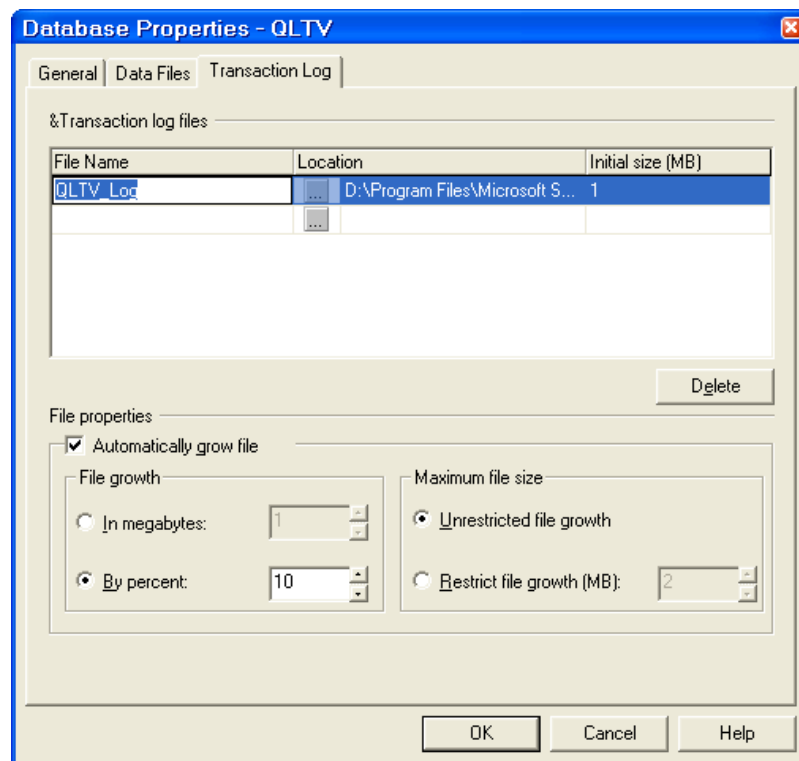 Database Properties - QLTV
General Data Files Transaction Log
&Transaction log files
File Name Location Initial size (MB)
QLTV_Log ... D:\Program Files\Microsoft S... 1
...
Delete
File properties
Automatically grow file
File growth Maximum file size
In megabytes: 1 Unrestricted file growth
By percent: 10 Restrict file growth (MB): 2
OK Cancel Help